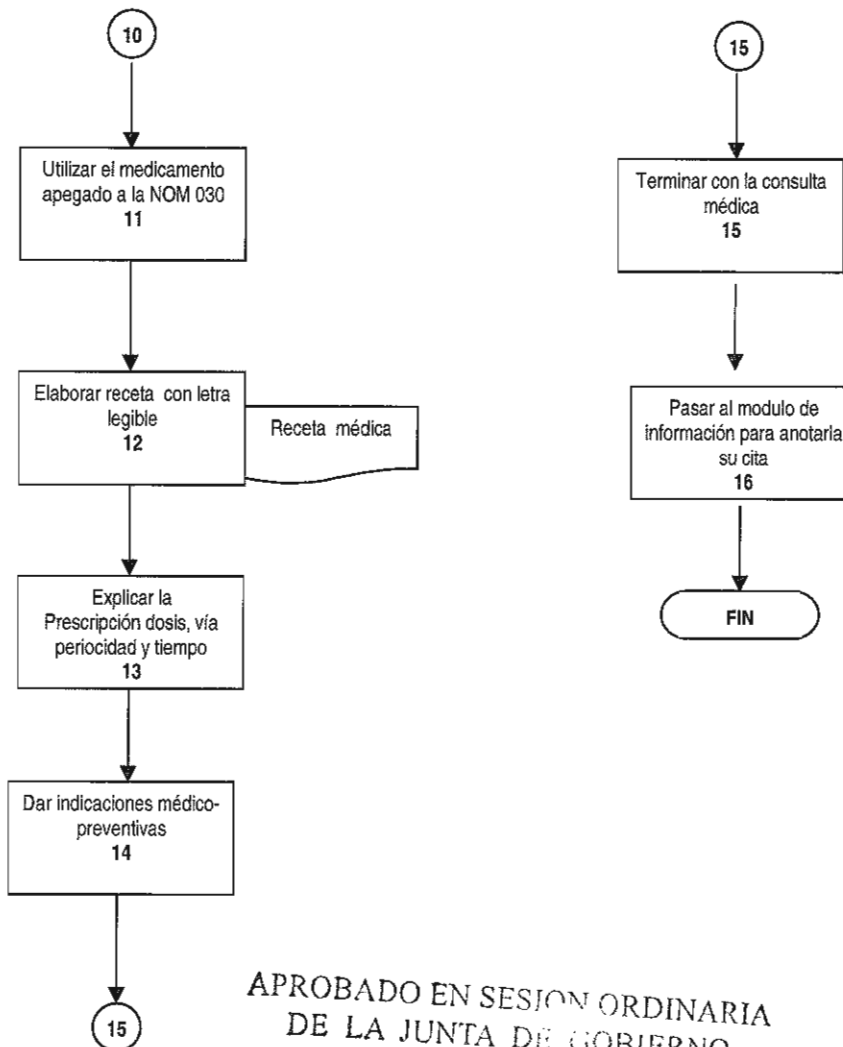 10
Utilizar el medicamento
apegado a la NOM 030
11
Elaborar receta con letra
legible
12
Receta médica
Explicar la
Prescripción dosis, vía
periocidad y tiempo
13
Dar indicaciones médico-
preventivas
14
15
15
Terminar con la consulta
médica
15
Pasar al modulo de
información para anotarla
su cita
16
FIN
APROBADO EN SESION ORDINARIA
DE LA JUNTA DE GOBIERNO